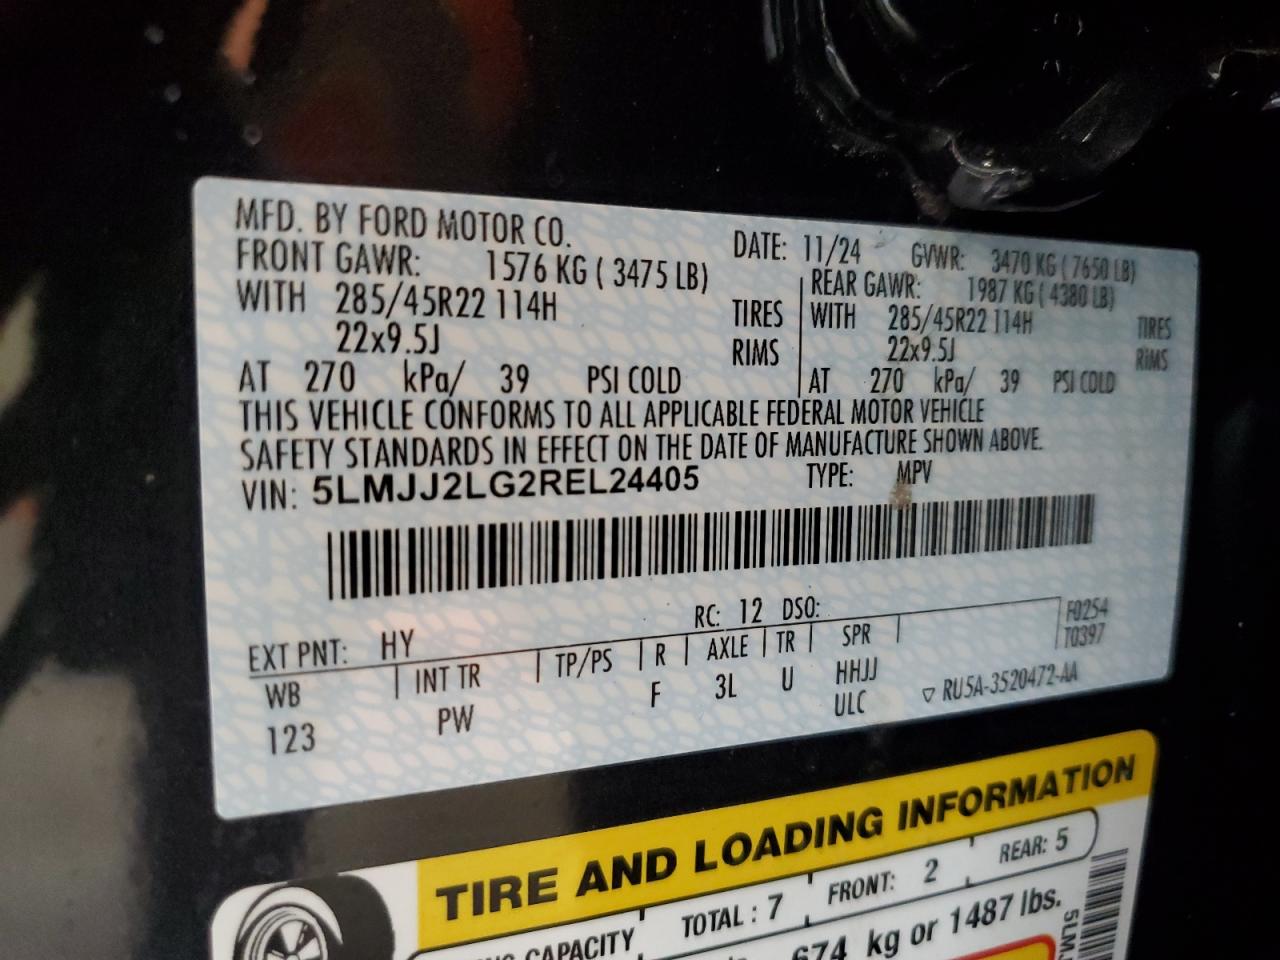 MFD. BY FORD MOTOR CO. DATE: 11/24 GVWR: 3470 KG ( 7650 LB)
FRONT GAWR: 1576 KG ( 3475 LB) REAR GAWR: 1987 KG ( 4380 LB)
WITH 285/45R22 114H TIRES WITH 285/45R22 114H TIRES
22x9.5J RIMS 22x9.5J RIMS
AT 270 kPa/ 39 PSI COLD AT 270 kPa/ 39 PSI COLD
THIS VEHICLE CONFORMS TO ALL APPLICABLE FEDERAL MOTOR VEHICLE
SAFETY STANDARDS IN EFFECT ON THE DATE OF MANUFACTURE SHOWN ABOVE.
VIN: 5LMJJ2LG2REL24405 TYPE: MPV
EXT PNT: HY RC: 12 DSO: F0254
WB INT TR TP/PS R AXLE TR SPR T0397
123 PW F 3L U HHJJ
ULC ▽ RU5A-3520472-AA
TIRE AND LOADING INFORMATION
CAPACITY TOTAL : 7 FRONT: 2 REAR: 5
674 kg or 1487 lbs.
5LM